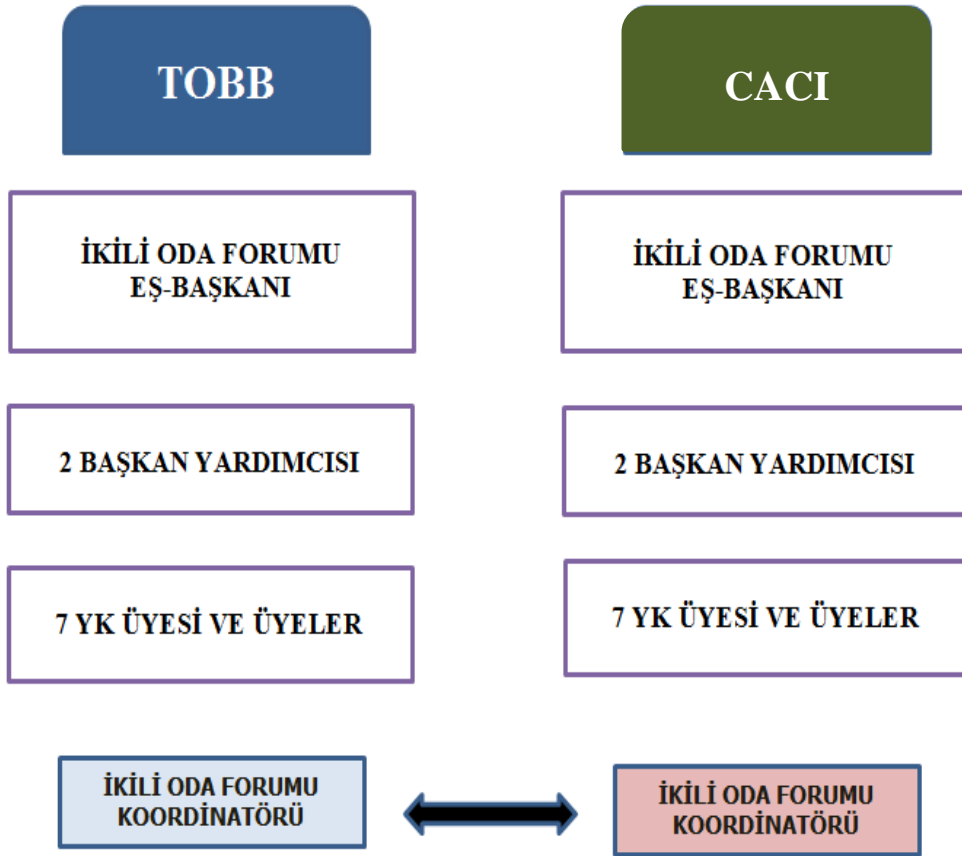 TOBB
İKİLİ ODA FORUMU
EŞ-BAŞKANI
2 BAŞKAN YARDIMCISI
7 YK ÜYESİ VE ÜYELER
İKİLİ ODA FORUMU
KOORDİNATÖRÜ
CACI
İKİLİ ODA FORUMU
EŞ-BAŞKANI
2 BAŞKAN YARDIMCISI
7 YK ÜYESİ VE ÜYELER
İKİLİ ODA FORUMU
KOORDİNATÖRÜ